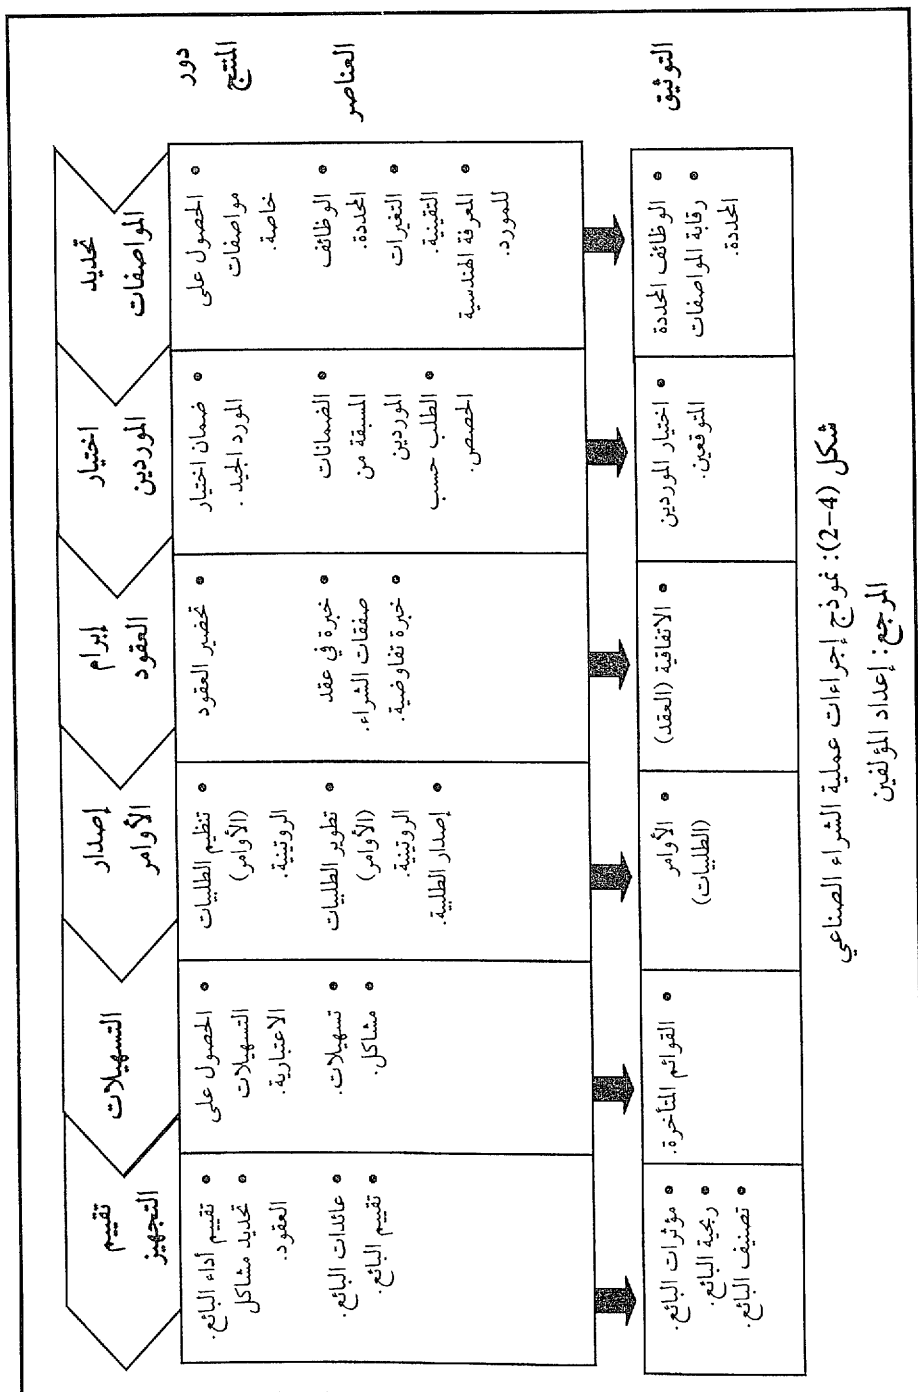 تحديد
المواصفات
اختيار
الموردين
إبرام
العقود
إصدار
الأوامر
التسهيلات
تقييم
التجهيز
دور
المنتج
• الحصول على
مواصفات
خاصة.
• ضمان اختيار
المورد الجيد.
• تحضير العقود
• تنظيم الطلبيات
(الأوامر)
الروتينية.
• الحصول على
التسهيلات
الاعتبارية.
• تقييم أداء البائع.
• تحديد مشاكل
العقود.
العناصر
• الوظائف
المحددة.
• التغيرات
التقنية.
• المعرفة الهندسية
للمورد.
• الضمانات
المسبقة من
الموردين
• الطلب حسب
الحصص.
• خبرة في عقد
صفقات الشراء.
• خبرة تفاوضية.
• تطوير الطلبيات
(الأوامر)
الروتينية.
• إصدار الطلبية.
• تسهيلات.
• مشاكل.
• عائدات البائع.
• تقييم البائع.
التوثيق
• الوظائف المحددة
• رقابة المواصفات
المحددة.
• اختيار الموردين
المتوقعين.
• الاتفاقية (العقد)
• الأوامر
(الطلبيات)
• القوائم المتأخرة.
• مؤثرات البائع.
• ربحية البائع.
• تصنيف البائع.
شكل (4-2): نموذج إجراءات عملية الشراء الصناعي
المرجع: إعداد المؤلفين